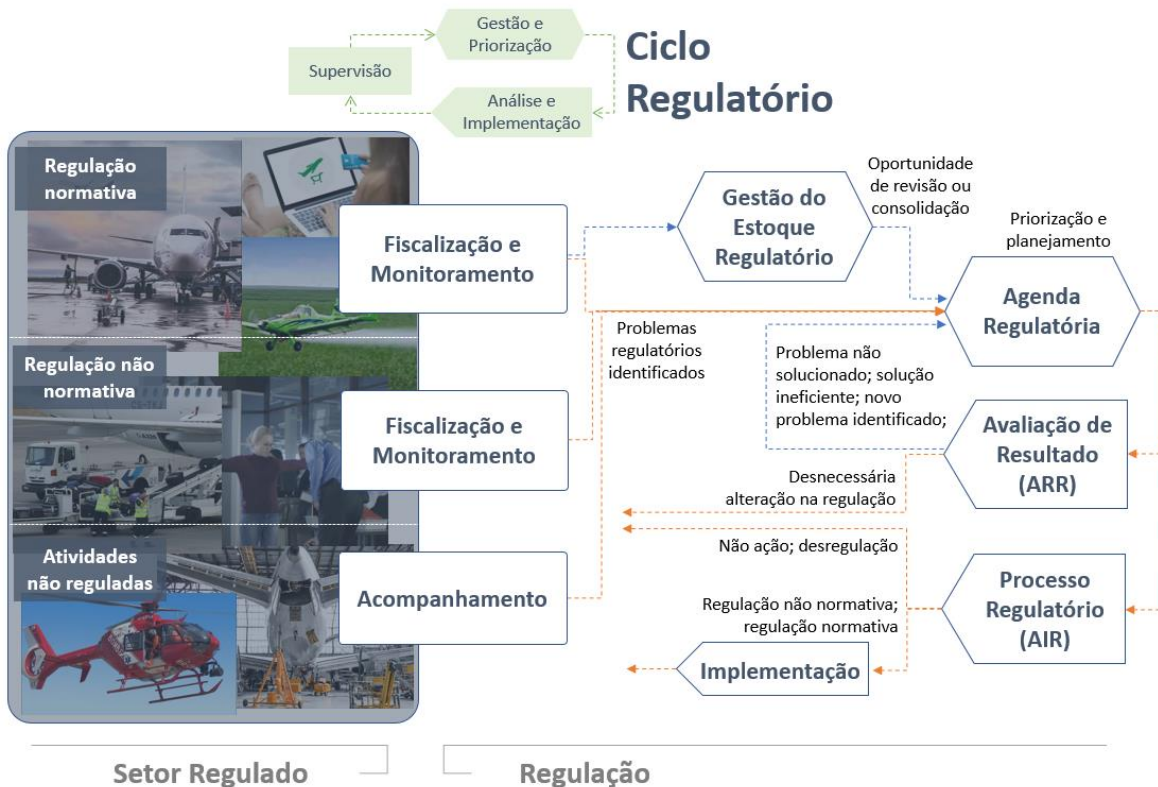 Gestão e
Priorização
Supervisão
Análise e
Implementação
Ciclo
Regulatório
Regulação
normativa
Fiscalização e
Monitoramento
Gestão do
Estoque
Regulatório
Oportunidade
de revisão ou
consolidação
Priorização e
planejamento
Agenda
Regulatória
Problemas
regulatórios
identificados
Problema não
solucionado; solução
ineficiente; novo
problema identificado;
Regulação não
normativa
Fiscalização e
Monitoramento
Avaliação de
Resultado
(ARR)
Desnecessária
alteração na regulação
Não ação; desregulação
Atividades
não reguladas
Acompanhamento
Processo
Regulatório
(AIR)
Regulação não normativa;
regulação normativa
Implementação
Setor Regulado
Regulação